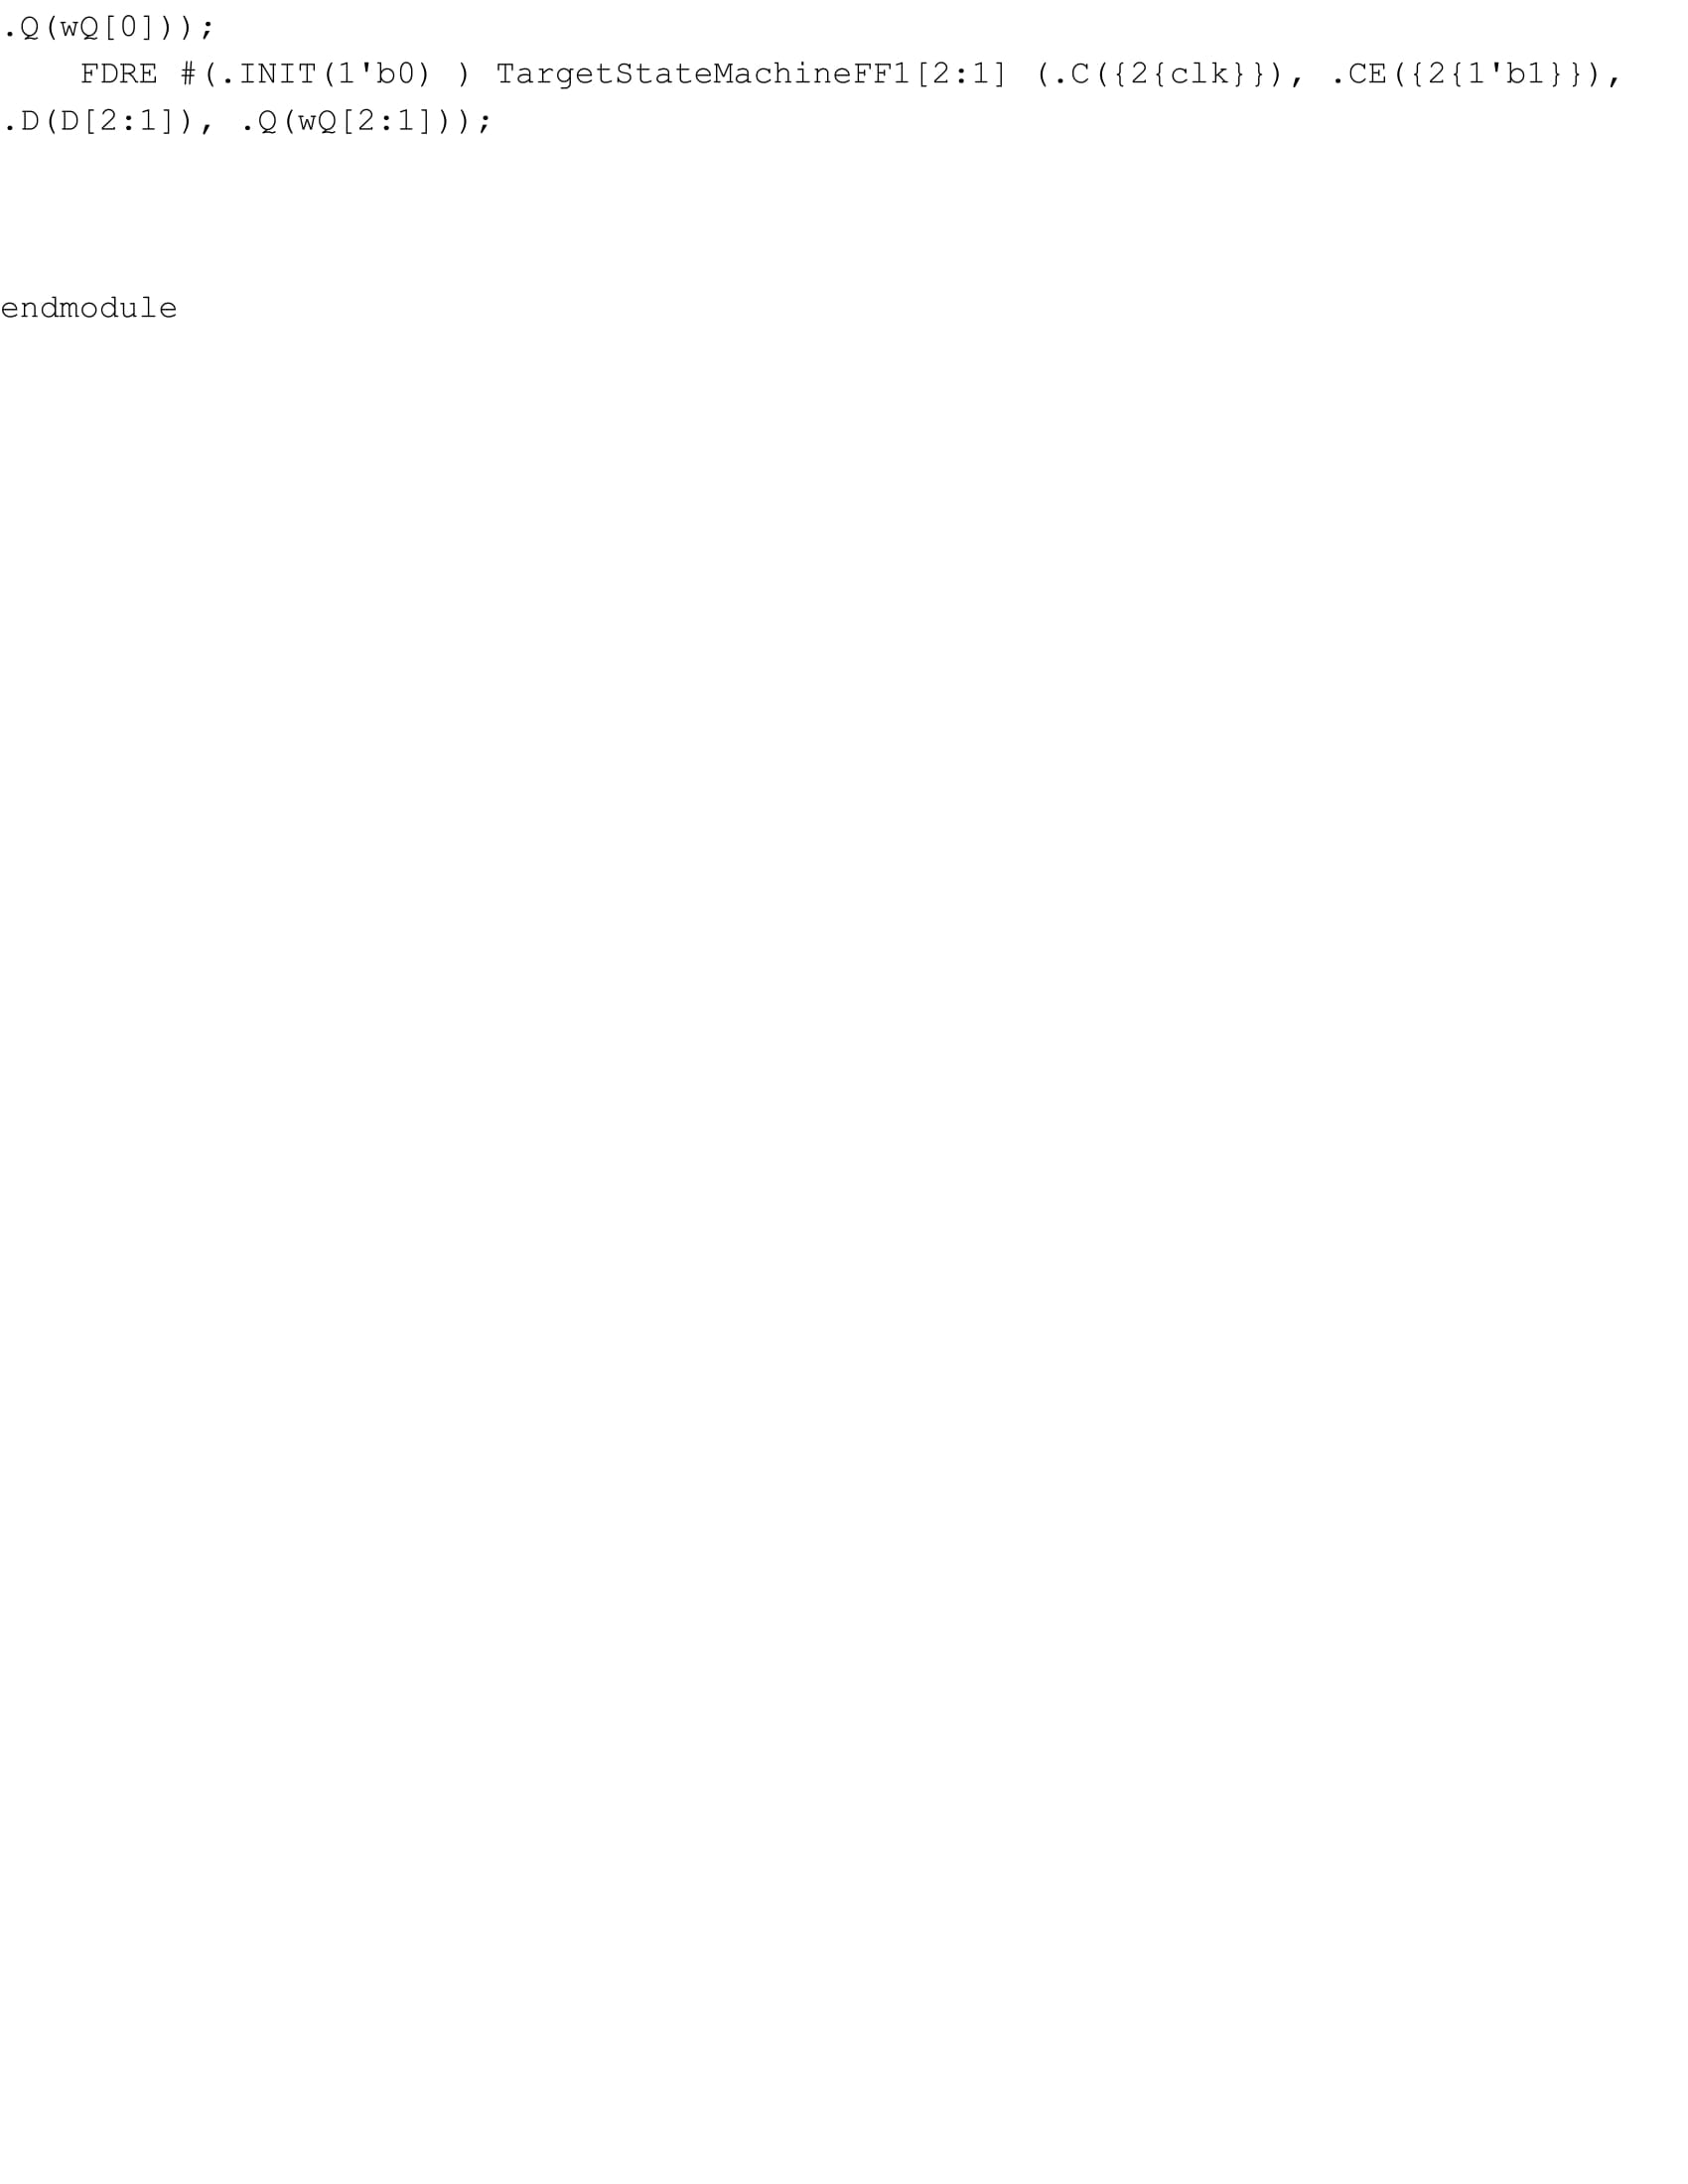 .Q(wQ[0]));
    FDRE #(.INIT(1'b0) ) TargetStateMachineFF1[2:1] (.C({2{clk}}), .CE({2{1'b1}}),
.D(D[2:1]), .Q(wQ[2:1]));
endmodule